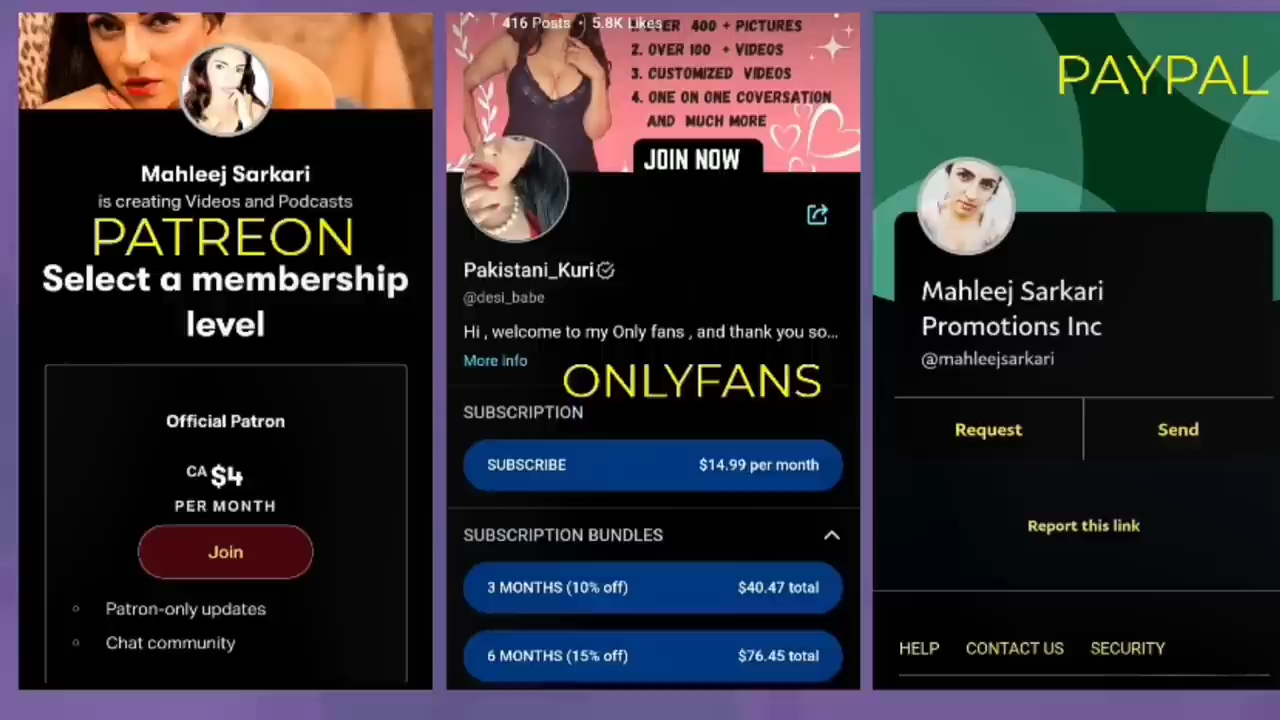 Mahleej Sarkari
is creating Videos and Podcasts
PATREON
Select a membership
level
Official Patron
CA $4
PER MONTH
Join
Patron-only updates
Chat community
416 Posts • 5.8K Likes
1. OVER 400 + PICTURES
2. OVER 100 + VIDEOS
3. CUSTOMIZED VIDEOS
4. ONE ON ONE COVERSATION
AND MUCH MORE
JOIN NOW
Pakistani_Kuri
@desi_babe
Hi , welcome to my Only fans , and thank you so...
More info
ONLYFANS
SUBSCRIPTION
SUBSCRIBE $14.99 per month
SUBSCRIPTION BUNDLES
3 MONTHS (10% off) $40.47 total
6 MONTHS (15% off) $76.45 total
PAYPAL
Mahleej Sarkari
Promotions Inc
@mahleejsarkari
Request Send
Report this link
HELP CONTACT US SECURITY